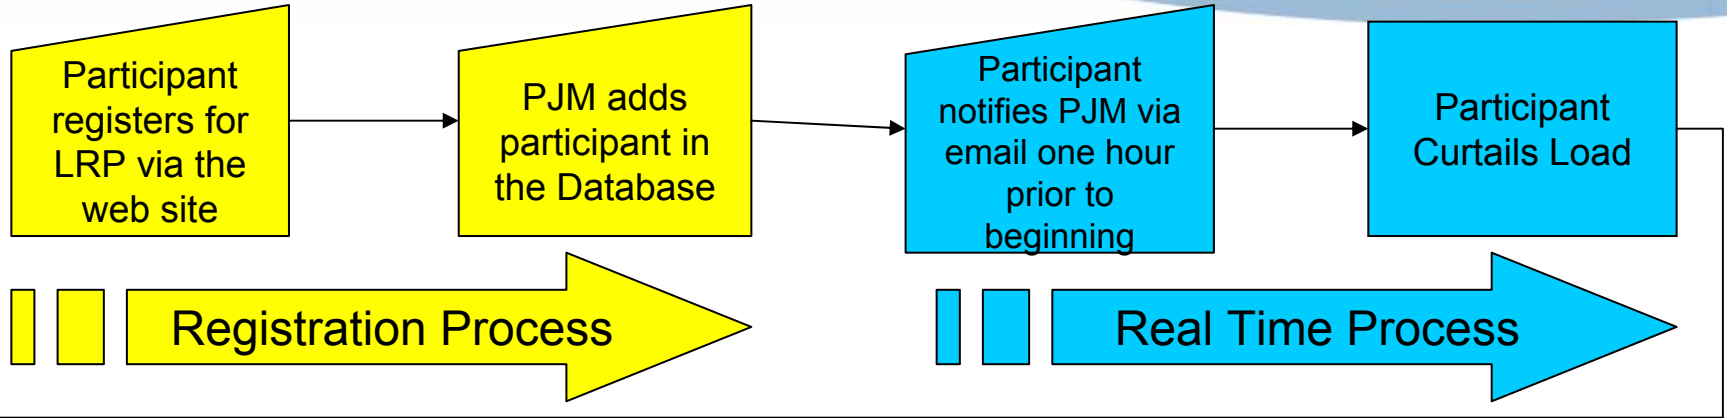 Participant
registers for
LRP via the
web site
PJM adds
participant in
the Database
Participant
notifies PJM via
email one hour
prior to
beginning
Participant
Curtails Load
Registration Process
Real Time Process